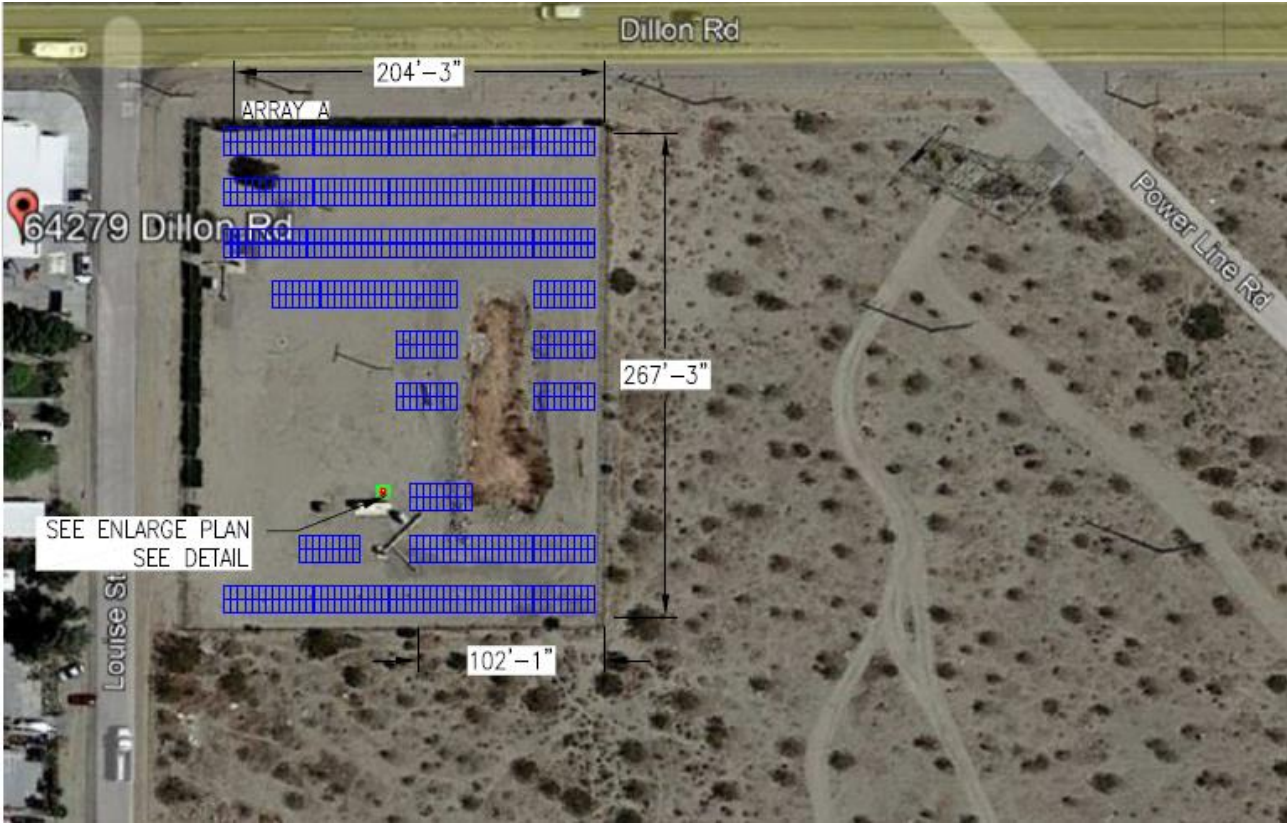 Dillon Rd
204'-3"
ARRAY A
64279 Dillon Rd
Power Line Rd
267'-3"
SEE ENLARGE PLAN
SEE DETAIL
Louise St
102'-1"